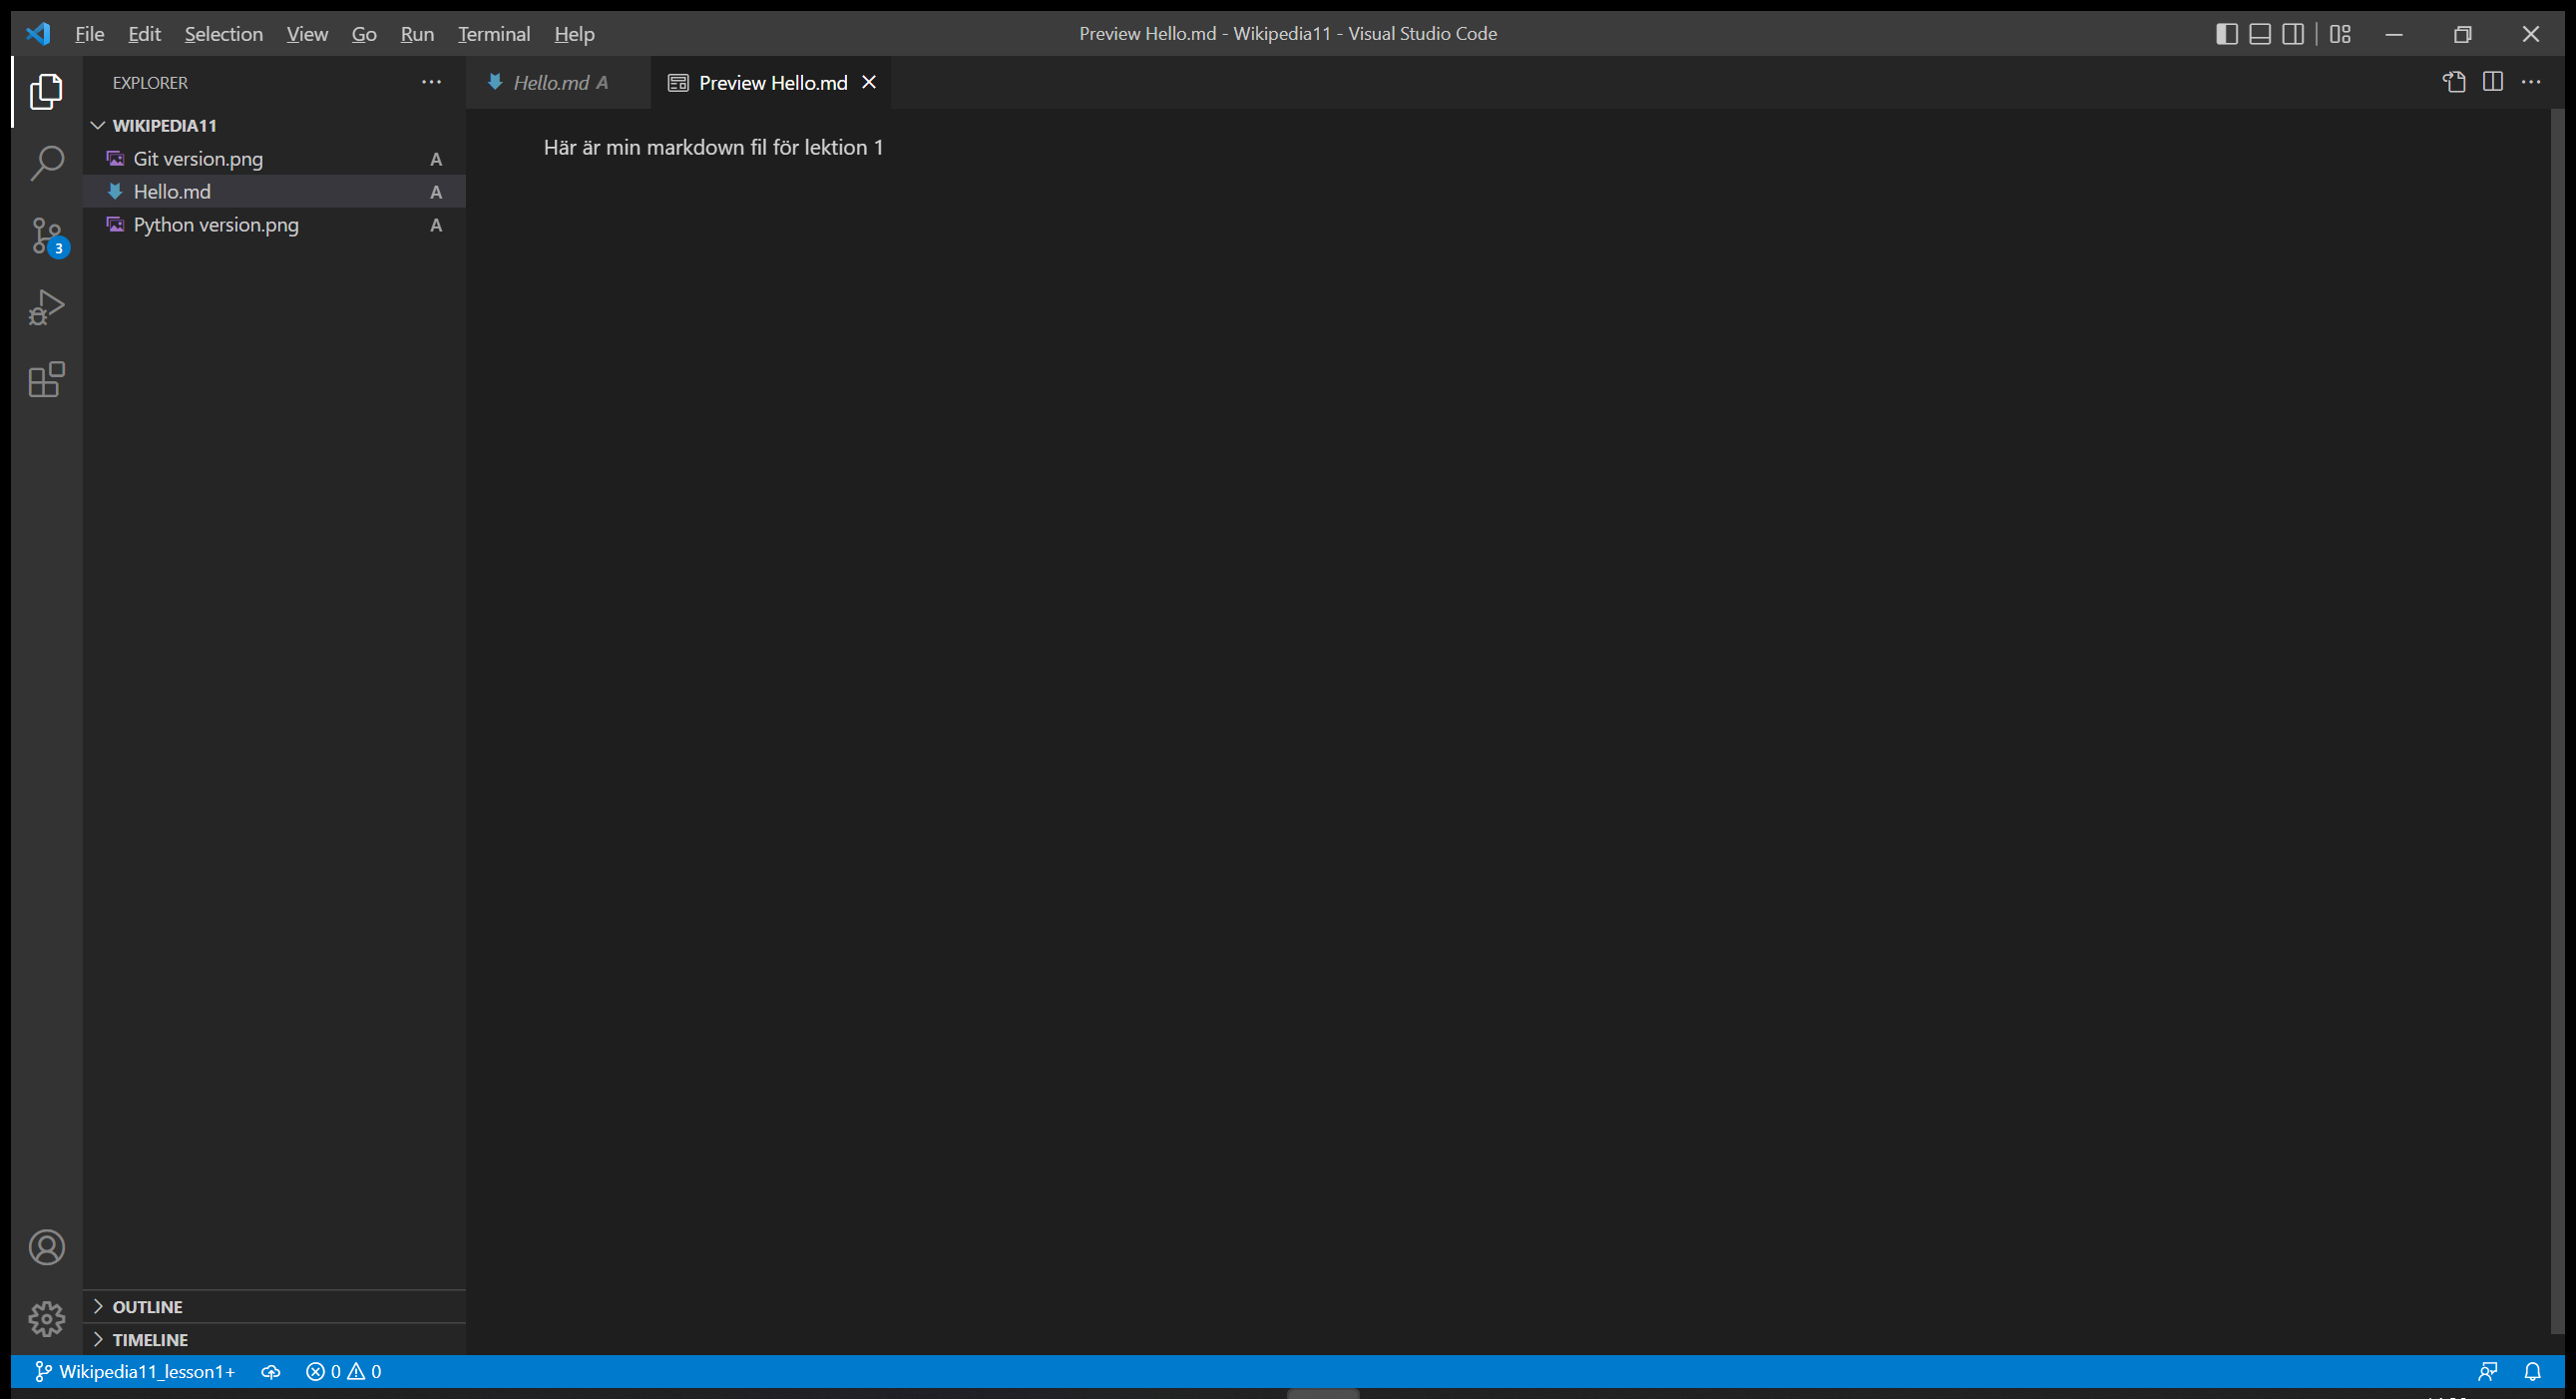 File Edit Selection View Go Run Terminal Help
Preview Hello.md - Wikipedia11 - Visual Studio Code
EXPLORER
WIKIPEDIA11
Git version.png A
Hello.md A
Python version.png A
3
Hello.md A
Preview Hello.md
Här är min markdown fil för lektion 1
OUTLINE
TIMELINE
Wikipedia11_lesson1+ 0 0